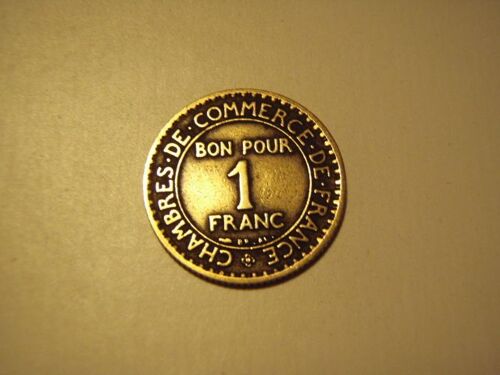 CHAMBRES·DE·COMMERCE·DE·FRANCE
BON POUR
1
FRANC